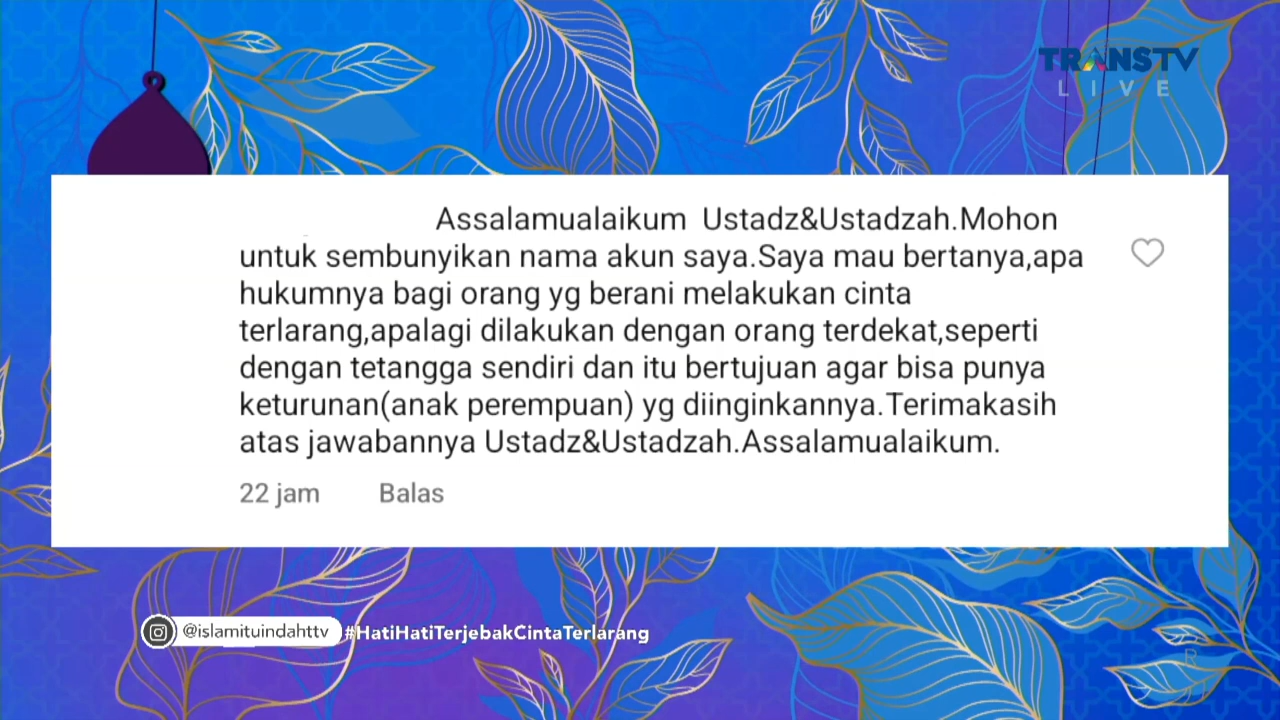 TRANSTV
LIVE
Assalamualaikum Ustadz&Ustadzah.Mohon
untuk sembunyikan nama akun saya.Saya mau bertanya,apa
hukumnya bagi orang yg berani melakukan cinta
terlarang,apalagi dilakukan dengan orang terdekat,seperti
dengan tetangga sendiri dan itu bertujuan agar bisa punya
keturunan(anak perempuan) yg diinginkannya.Terimakasih
atas jawabannya Ustadz&Ustadzah.Assalamualaikum.
22 jam Balas
@islamituindahttv #HatiHatiTerjebakCintaTerlarang